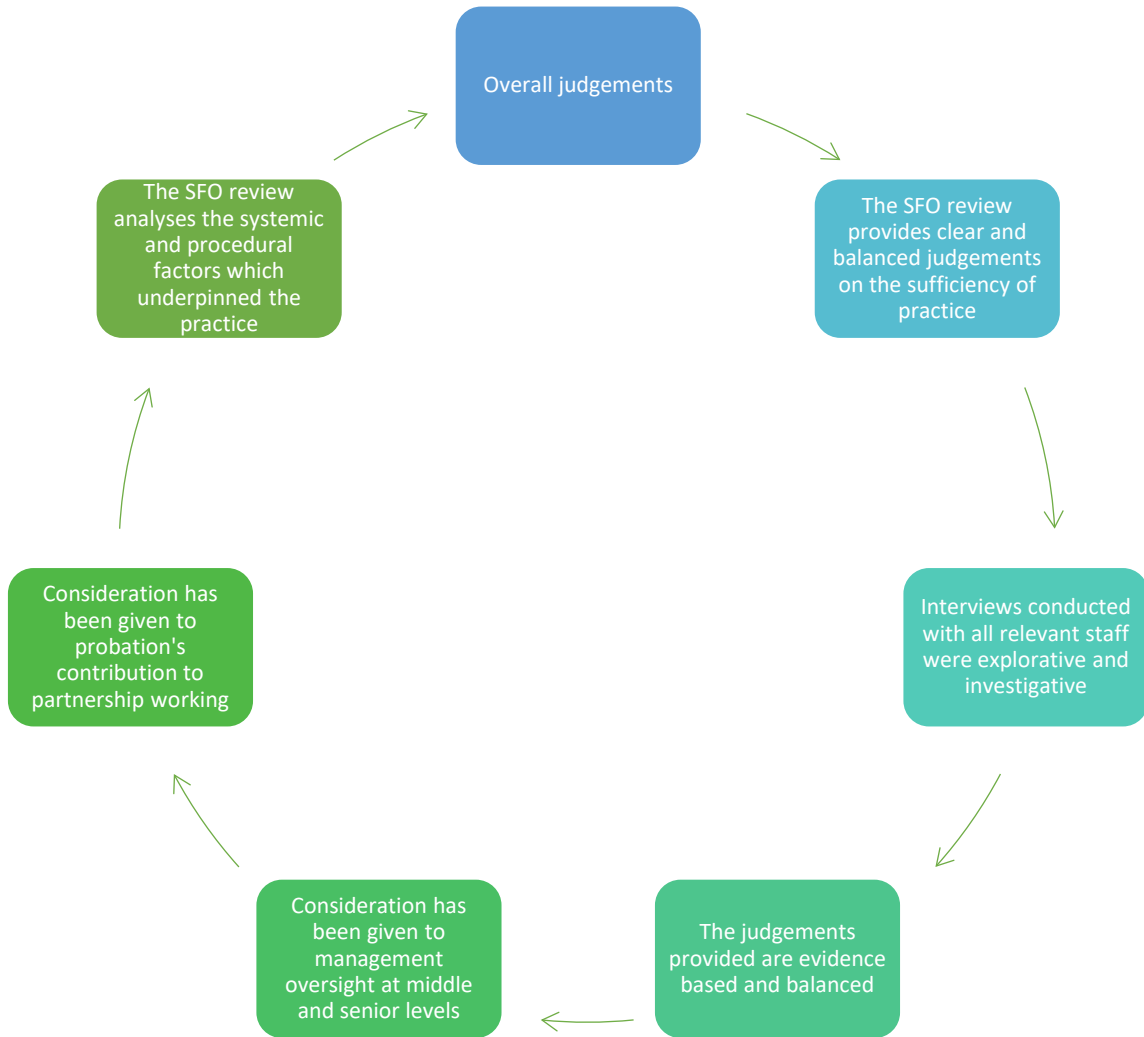 Overall judgements
The SFO review
provides clear and
balanced judgements
on the sufficiency of
practice
Interviews conducted
with all relevant staff
were explorative and
investigative
The judgements
provided are evidence
based and balanced
Consideration has
been given to
management
oversight at middle
and senior levels
Consideration has
been given to
probation's
contribution to
partnership working
The SFO review
analyses the systemic
and procedural
factors which
underpinned the
practice